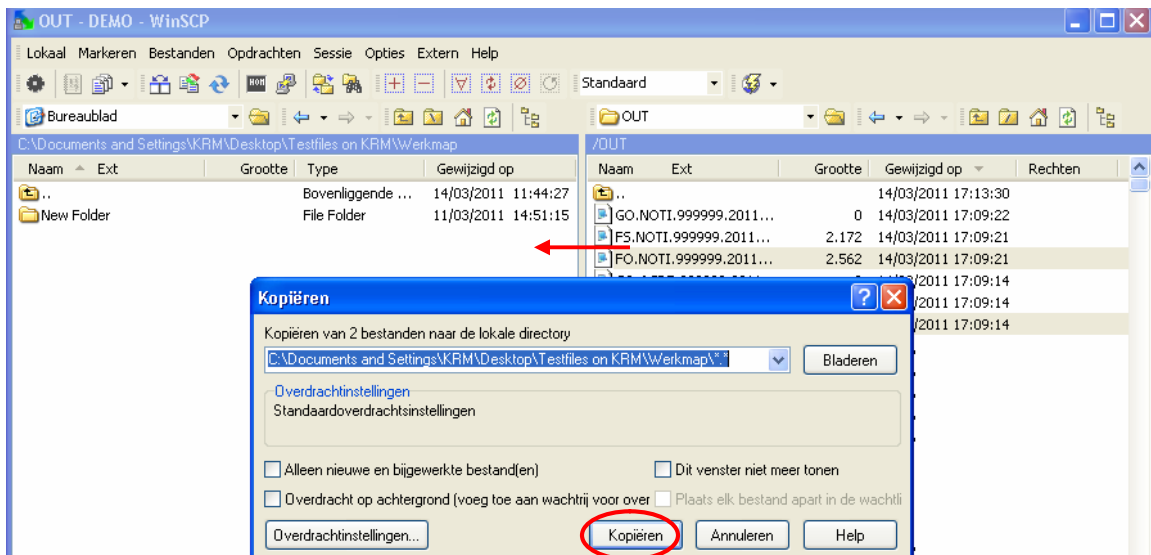 OUT - DEMO - WinSCP
Lokaal Markeren Bestanden Opdrachten Sessie Opties Extern Help
Standaard
Bureaublad
OUT
C:\Documents and Settings\KRM\Desktop\Testfiles on KRM\Werkmap
/OUT
Naam Ext Grootte Type Gewijzigd op
Naam Ext Grootte Gewijzigd op Rechten
.. Bovenliggende ... 14/03/2011 11:44:27
.. 14/03/2011 17:13:30
New Folder File Folder 11/03/2011 14:51:15
GO.NOTI.999999.2011... 0 14/03/2011 17:09:22
FS.NOTI.999999.2011... 2.172 14/03/2011 17:09:21
FO.NOTI.999999.2011... 2.562 14/03/2011 17:09:21
/2011 17:09:14
/2011 17:09:14
/2011 17:09:14
Kopiëren
Kopiëren van 2 bestanden naar de lokale directory
C:\Documents and Settings\KRM\Desktop\Testfiles on KRM\Werkmap\*.*
Bladeren
Overdrachtinstellingen
Standaardoverdrachtsinstellingen
Alleen nieuwe en bijgewerkte bestand(en)
Dit venster niet meer tonen
Overdracht op achtergrond (voeg toe aan wachtrij voor over
Plaats elk bestand apart in de wachtli
Overdrachtinstellingen...
Kopiëren
Annuleren
Help